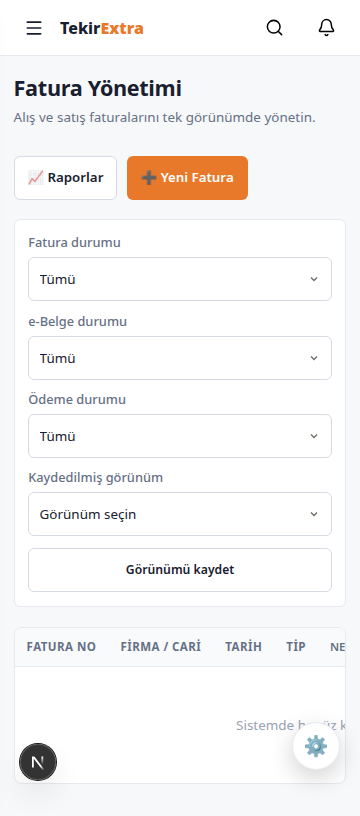 TekirExtra
Fatura Yönetimi
Alış ve satış faturalarını tek görünümde yönetin.
Raporlar
Yeni Fatura
Fatura durumu
Tümü
e-Belge durumu
Tümü
Ödeme durumu
Tümü
Kaydedilmiş görünüm
Görünüm seçin
Görünümü kaydet
FATURA NO FİRMA / CARİ TARİH TİP NE
Sistemde
N